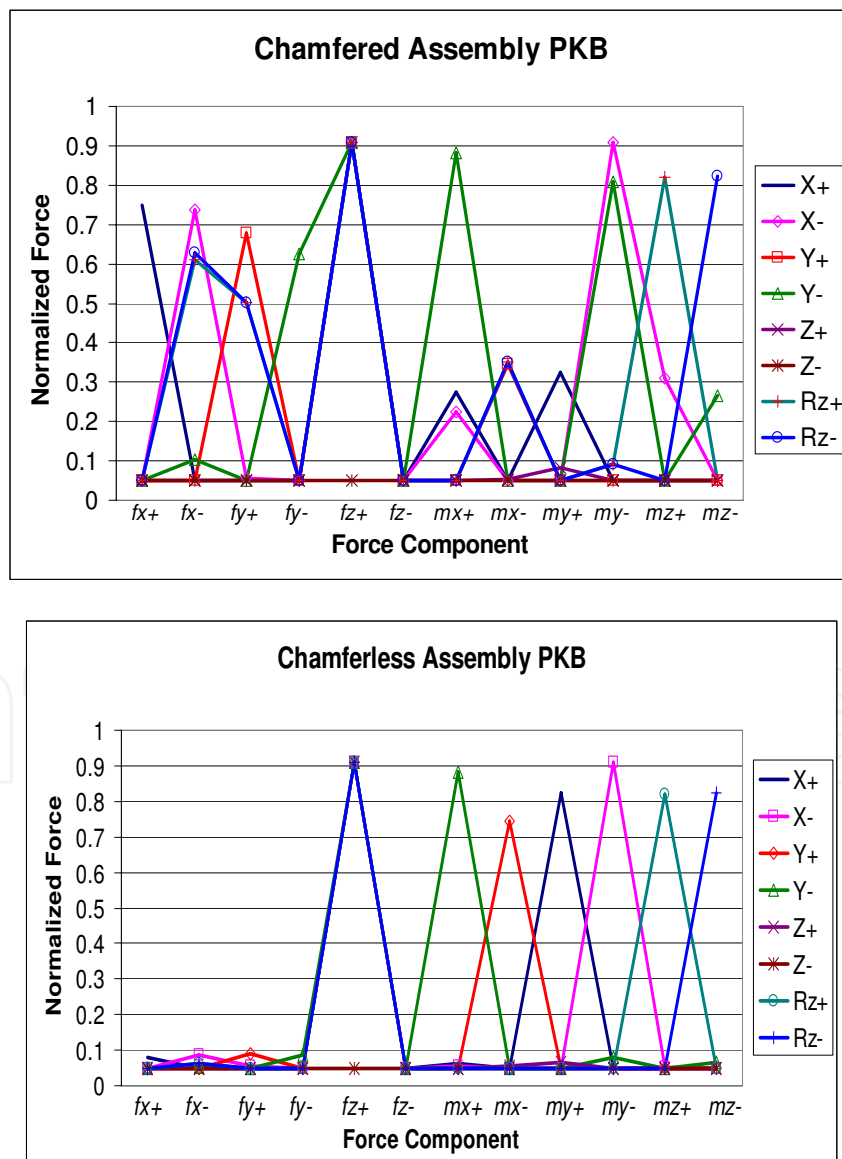 Chamfered Assembly PKB
Normalized Force
1
0.9
0.8
0.7
0.6
0.5
0.4
0.3
0.2
0.1
0
fx+ fx- fy+ fy- fz+ fz- mx+ mx- my+ my- mz+ mz-
Force Component
X+
X-
Y+
Y-
Z+
Z-
Rz+
Rz-
Chamferless Assembly PKB
Normalized Force
1
0.9
0.8
0.7
0.6
0.5
0.4
0.3
0.2
0.1
0
fx+ fx- fy+ fy- fz+ fz- mx+ mx- my+ my- mz+ mz-
Force Component
X+
X-
Y+
Y-
Z+
Z-
Rz+
Rz-